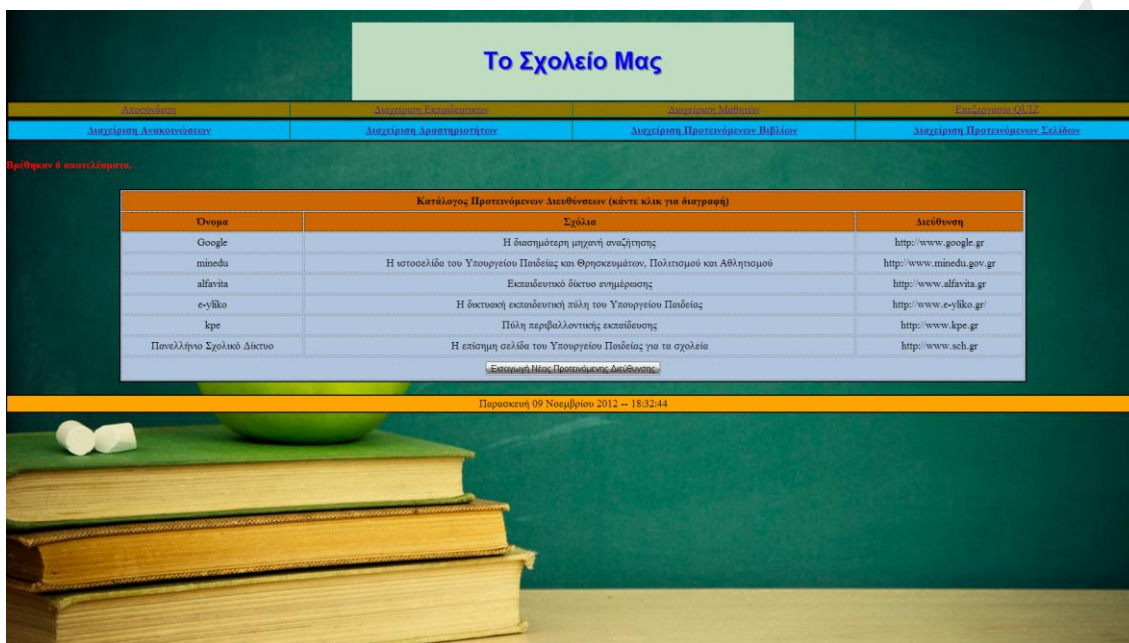 Το Σχολείο Μας
Αποσύνδεση Διαχείριση Εκπαιδευτικών Διαχείριση Μαθητών Επεξεργασία QUIZ
Διαχείριση Ανακοινώσεων Διαχείριση Δραστηριοτήτων Διαχείριση Προτεινόμενων Βιβλίων Διαχείριση Προτεινόμενων Σελίδων
Βρέθηκαν 6 αποτελέσματα.
Κατάλογος Προτεινόμενων Διευθύνσεων (κάντε κλικ για διαγραφή)
Όνομα Σχόλια Διεύθυνση
Google Η διασημότερη μηχανή αναζήτησης http://www.google.gr
minedu Η ιστοσελίδα του Υπουργείου Παιδείας και Θρησκευμάτων, Πολιτισμού και Αθλητισμού http://www.minedu.gov.gr
alfavita Εκπαιδευτικό δίκτυο ενημέρωσης http://www.alfavita.gr
e-yliko Η δικτυακή εκπαιδευτική πύλη του Υπουργείου Παιδείας http://www.e-yliko.gr/
kpe Πύλη περιβαλλοντικής εκπαίδευσης http://www.kpe.gr
Πανελλήνιο Σχολικό Δίκτυο Η επίσημη σελίδα του Υπουργείου Παιδείας για τα σχολεία http://www.sch.gr
Εισαγωγή Νέος Προτεινόμενης Διεύθυνσης
Παρασκευή 09 Νοεμβρίου 2012 -- 18:32:44